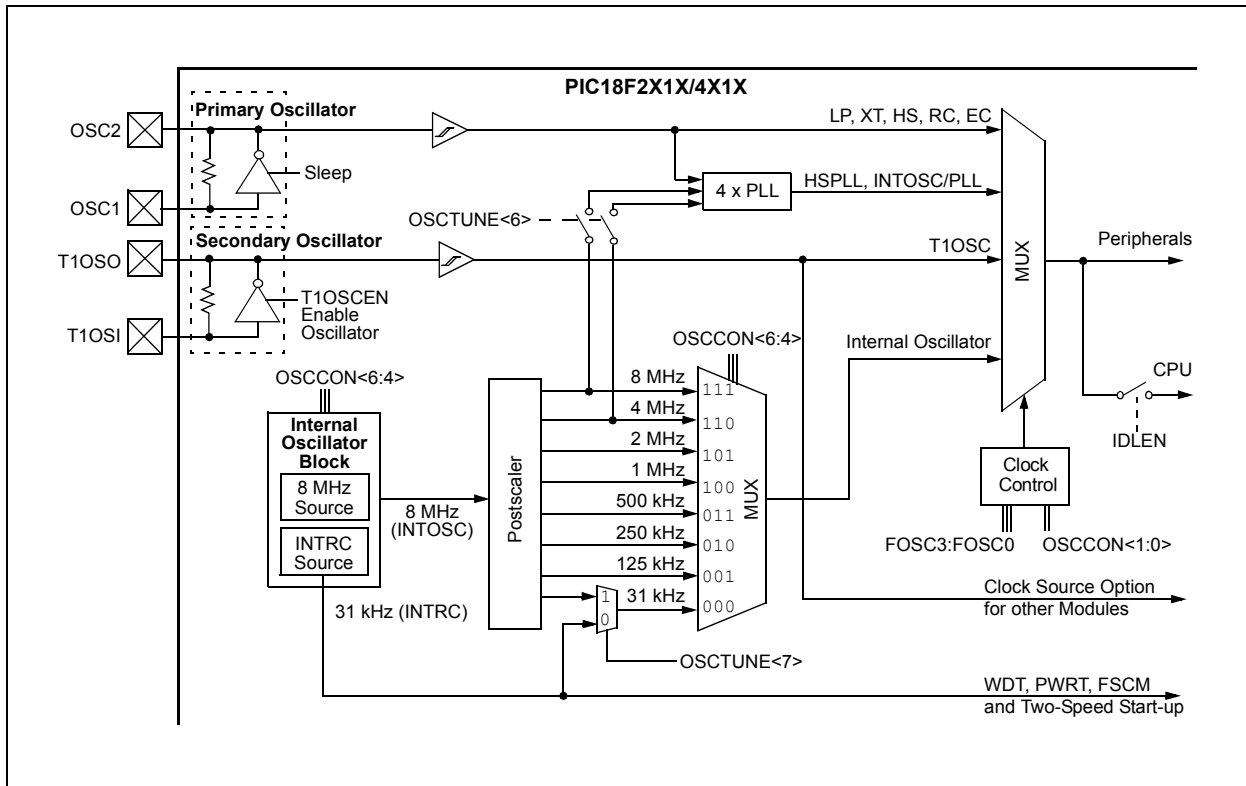 PIC18F2X1X/4X1X
Primary Oscillator
OSC2
Sleep
OSC1
LP, XT, HS, RC, EC
4 x PLL
HSPLL, INTOSC/PLL
OSCTUNE<6>
Secondary Oscillator
T1OSO
T1OSCEN
Enable
Oscillator
T1OSI
T1OSC
MUX
Peripherals
Internal Oscillator
CPU
IDLEN
Clock
Control
FOSC3:FOSC0
OSCCON<1:0>
OSCCON<6:4>
Internal
Oscillator
Block
8 MHz
Source
INTRC
Source
8 MHz
(INTOSC)
31 kHz (INTRC)
Postscaler
OSCCON<6:4>
8 MHz
111
4 MHz
110
2 MHz
101
1 MHz
100
500 kHz
011
250 kHz
010
125 kHz
001
1
0
31 kHz
000
MUX
OSCTUNE<7>
Clock Source Option
for other Modules
WDT, PWRT, FSCM
and Two-Speed Start-up